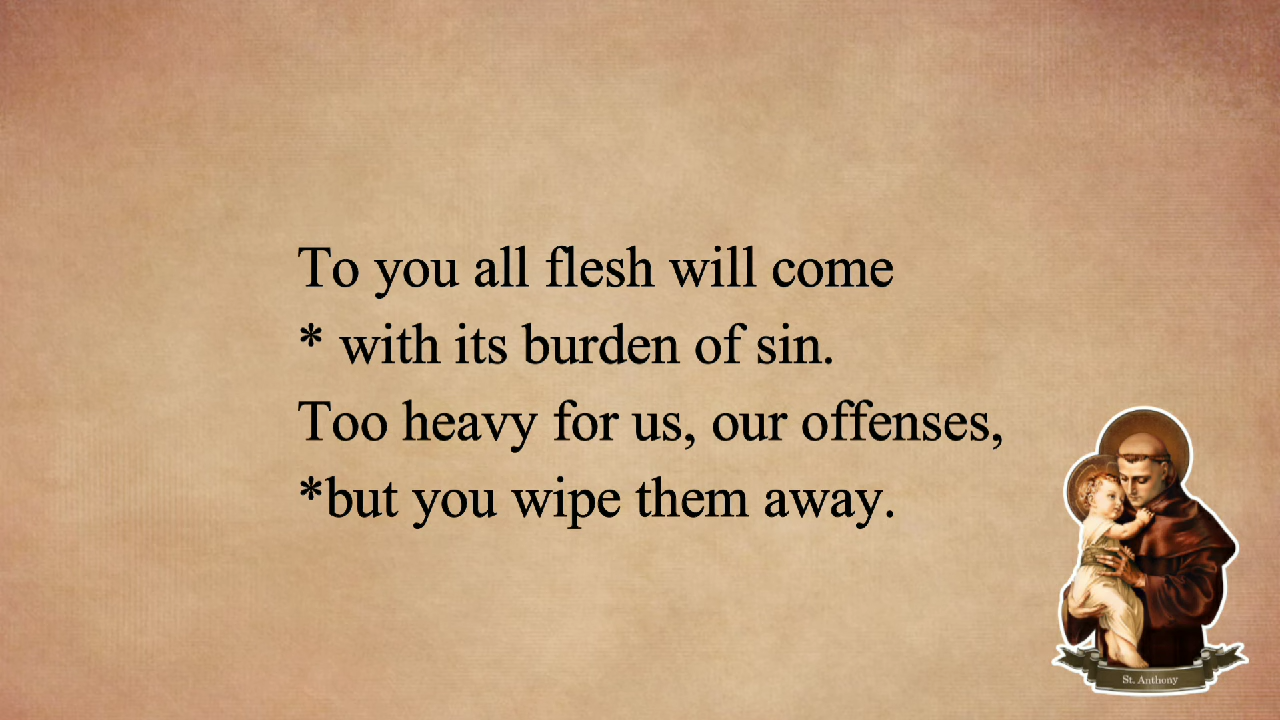 To you all flesh will come
* with its burden of sin.
Too heavy for us, our offenses,
*but you wipe them away.
St. Anthony